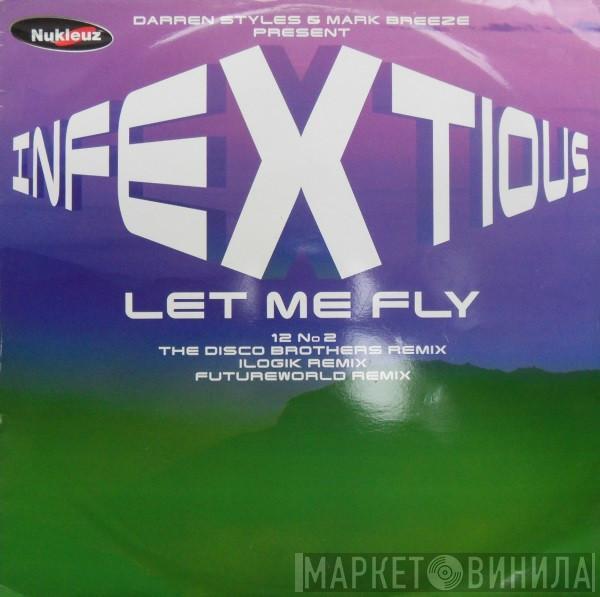 Nukleuz
DARREN STYLES & MARK BREEZE
PRESENT
INFEXTIOUS
LET ME FLY
12 No 2
THE DISCO BROTHERS REMIX
ILOGIK REMIX
FUTUREWORLD REMIX
МАРКЕТ ВИНИЛА